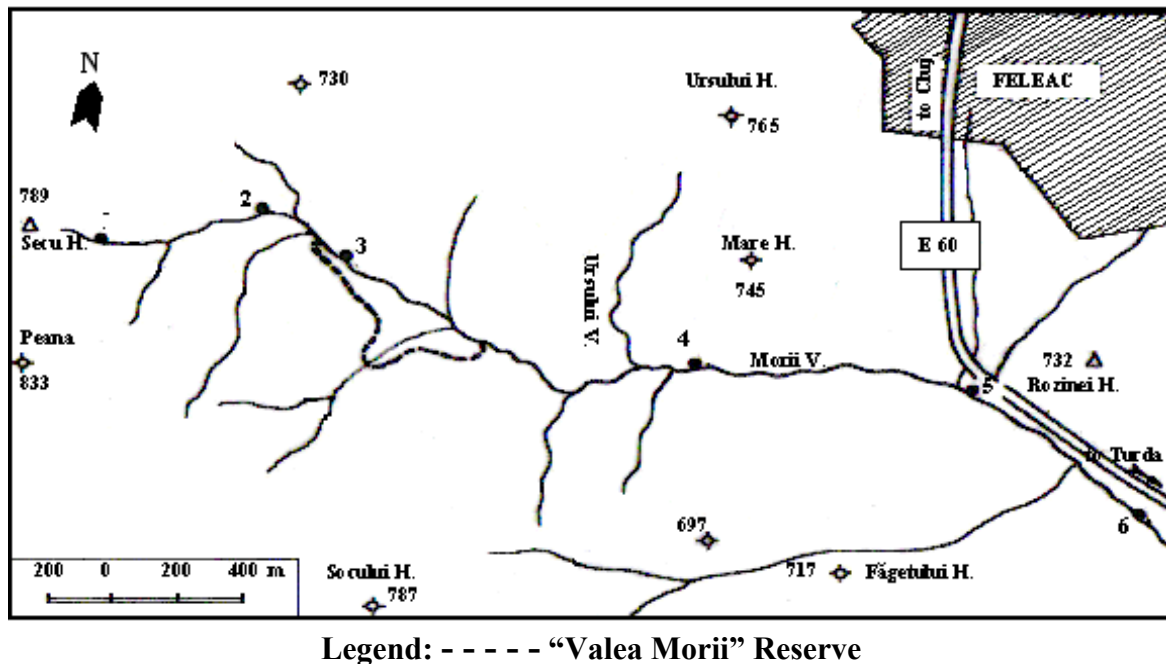 N
730
Ursului H.
765
to Cluj
FELEAC
789
Secu H.
2
3
Ursului V.
Mare H.
745
E 60
Peana
833
4
Morii V.
732
Rozinei H.
5
to Turda
6
697
717
Făgetului H.
Socului H.
787
200 0 200 400 m
Legend: - - - - - “Valea Morii” Reserve